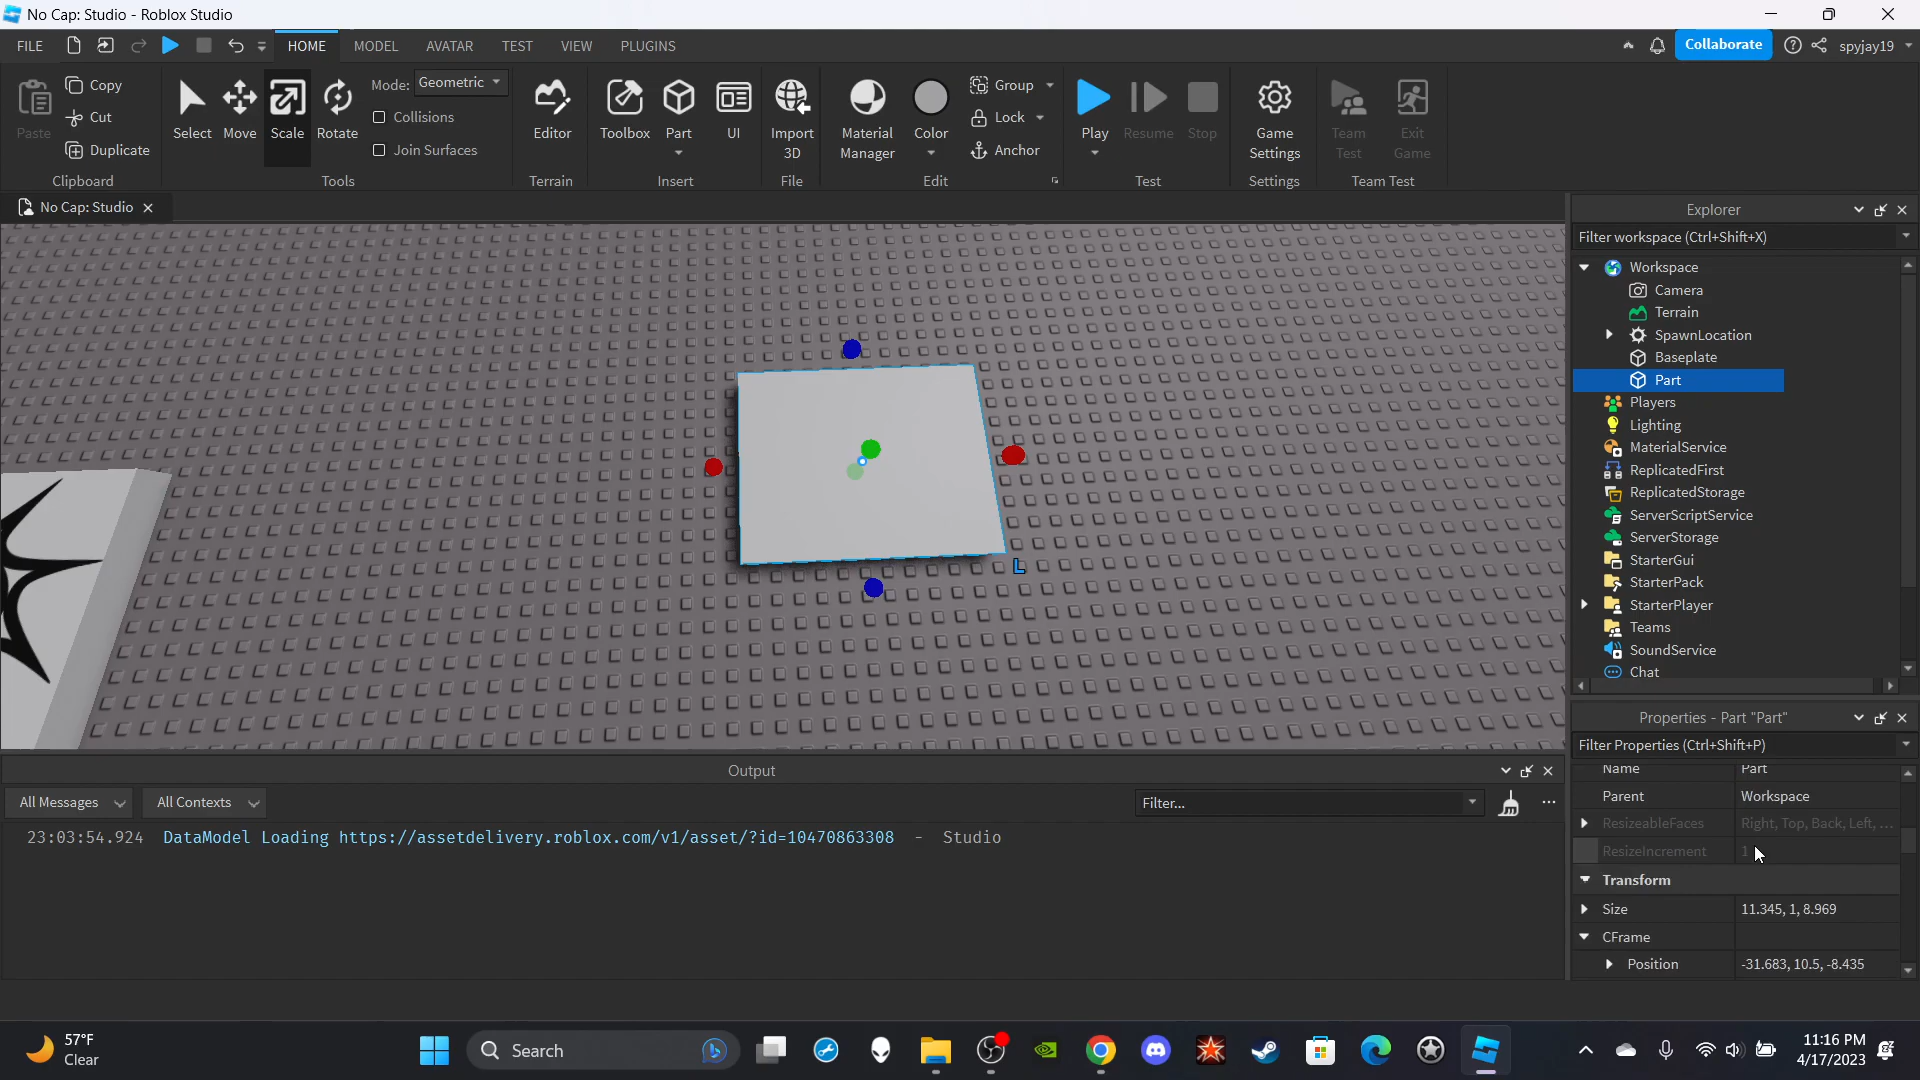 No Cap: Studio - Roblox Studio
FILE HOME MODEL AVATAR TEST VIEW PLUGINS Collaborate spyjay19
Paste Copy Cut Duplicate Clipboard
Select Move Scale Rotate Mode: Geometric Collisions Join Surfaces Tools
Editor Terrain
Toolbox Part UI Insert
Import 3D File
Material Manager Color Group Lock Anchor Edit
Play Resume Stop Test
Game Settings Settings
Team Test Exit Game Team Test
No Cap: Studio
L
Explorer
Filter workspace (Ctrl+Shift+X)
Workspace
Camera
Terrain
SpawnLocation
Baseplate
Part
Players
Lighting
MaterialService
ReplicatedFirst
ReplicatedStorage
ServerScriptService
ServerStorage
StarterGui
StarterPack
StarterPlayer
Teams
SoundService
Chat
Properties - Part "Part"
Filter Properties (Ctrl+Shift+P)
Name Part
Parent Workspace
ResizeableFaces Right, Top, Back, Left, ...
ResizeIncrement 1
Transform
Size 11.345, 1, 8.969
CFrame
Position -31.683, 10.5, -8.435
Output
All Messages All Contexts Filter...
23:03:54.924 DataModel Loading https://assetdelivery.roblox.com/v1/asset/?id=10470863308 - Studio
57°F
Clear
Search
11:16 PM
4/17/2023